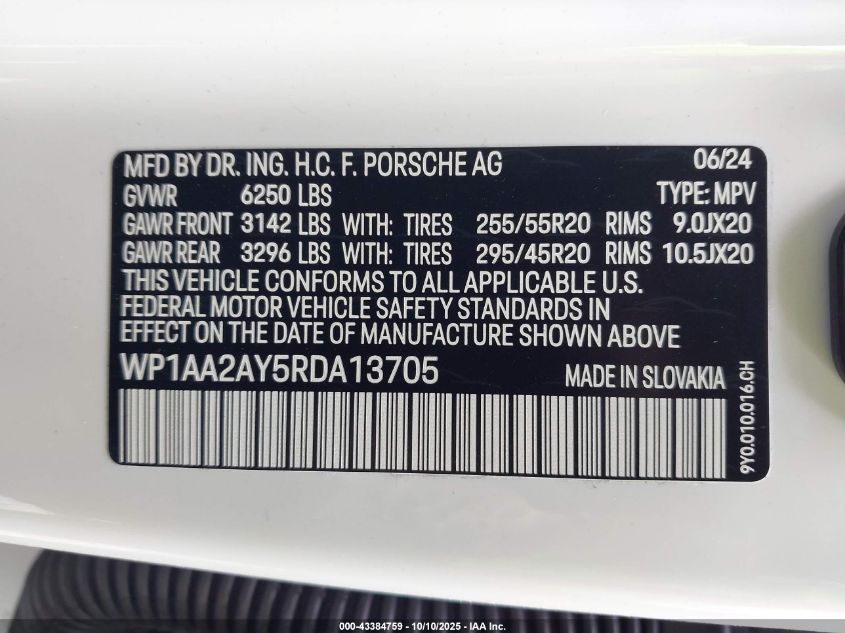 MFD BY DR. ING. H.C. F. PORSCHE AG 06/24
GVWR 6250 LBS TYPE: MPV
GAWR FRONT 3142 LBS WITH: TIRES 255/55R20 RIMS 9.0JX20
GAWR REAR 3296 LBS WITH: TIRES 295/45R20 RIMS 10.5JX20
THIS VEHICLE CONFORMS TO ALL APPLICABLE U.S.
FEDERAL MOTOR VEHICLE SAFETY STANDARDS IN
EFFECT ON THE DATE OF MANUFACTURE SHOWN ABOVE
WP1AA2AY5RDA13705 MADE IN SLOVAKIA
9Y0.010.016.CH
000-43384759 - 10/10/2025 - IAA Inc.